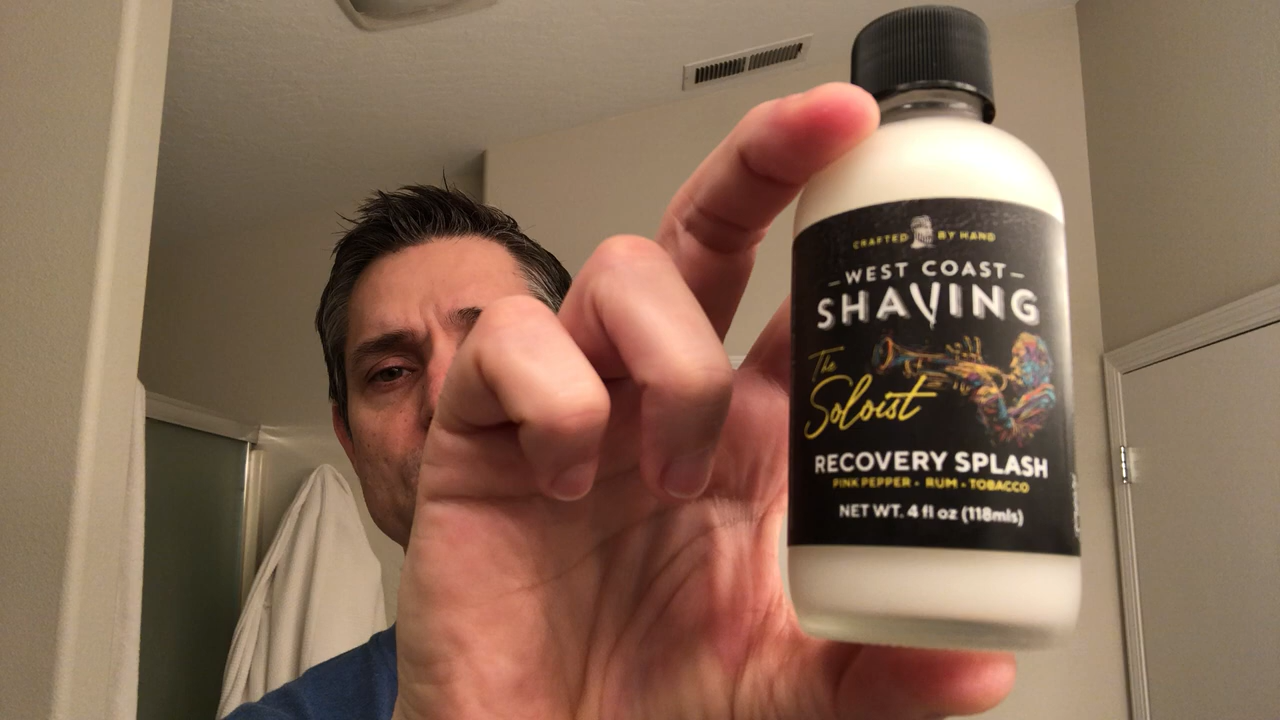 CRAFTED BY HAND
WEST COAST
SHAVING
The
Soloist
RECOVERY SPLASH
PINK PEPPER - RUM - TOBACCO
NET WT. 4 fl oz (118mls)